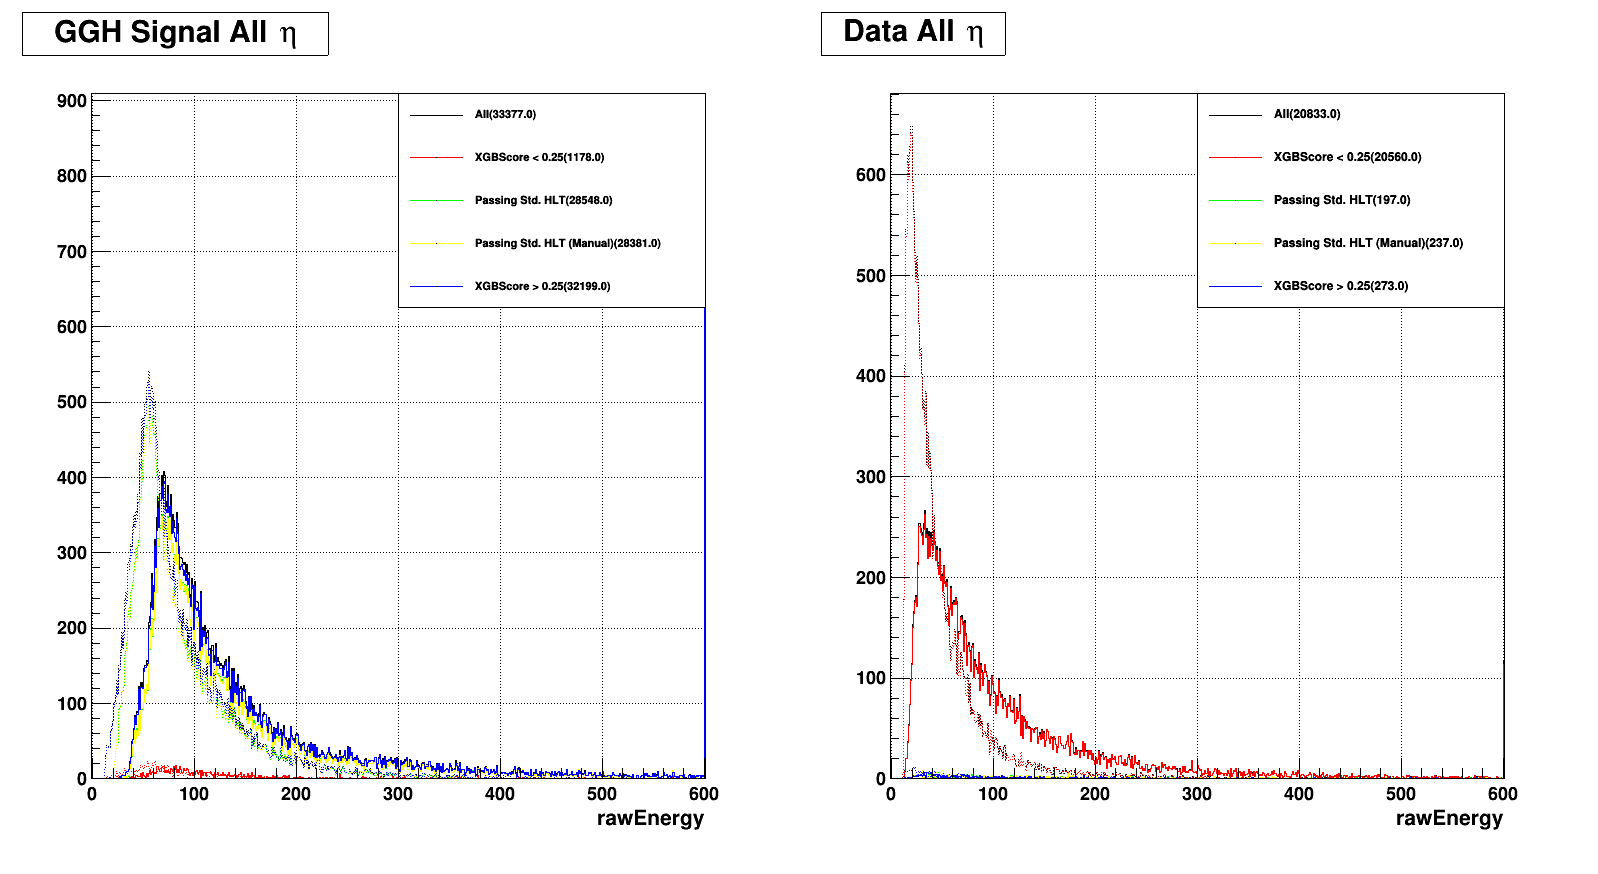 GGH Signal All η
900
800
700
600
500
400
300
200
100
0
All(33377.0)
XGBScore < 0.25(1178.0)
Passing Std. HLT(28548.0)
Passing Std. HLT (Manual)(28381.0)
XGBScore > 0.25(32199.0)
0 100 200 300 400 500 600
rawEnergy
Data All η
600
500
400
300
200
100
0
All(20833.0)
XGBScore < 0.25(20560.0)
Passing Std. HLT(197.0)
Passing Std. HLT (Manual)(237.0)
XGBScore > 0.25(273.0)
0 100 200 300 400 500 600
rawEnergy